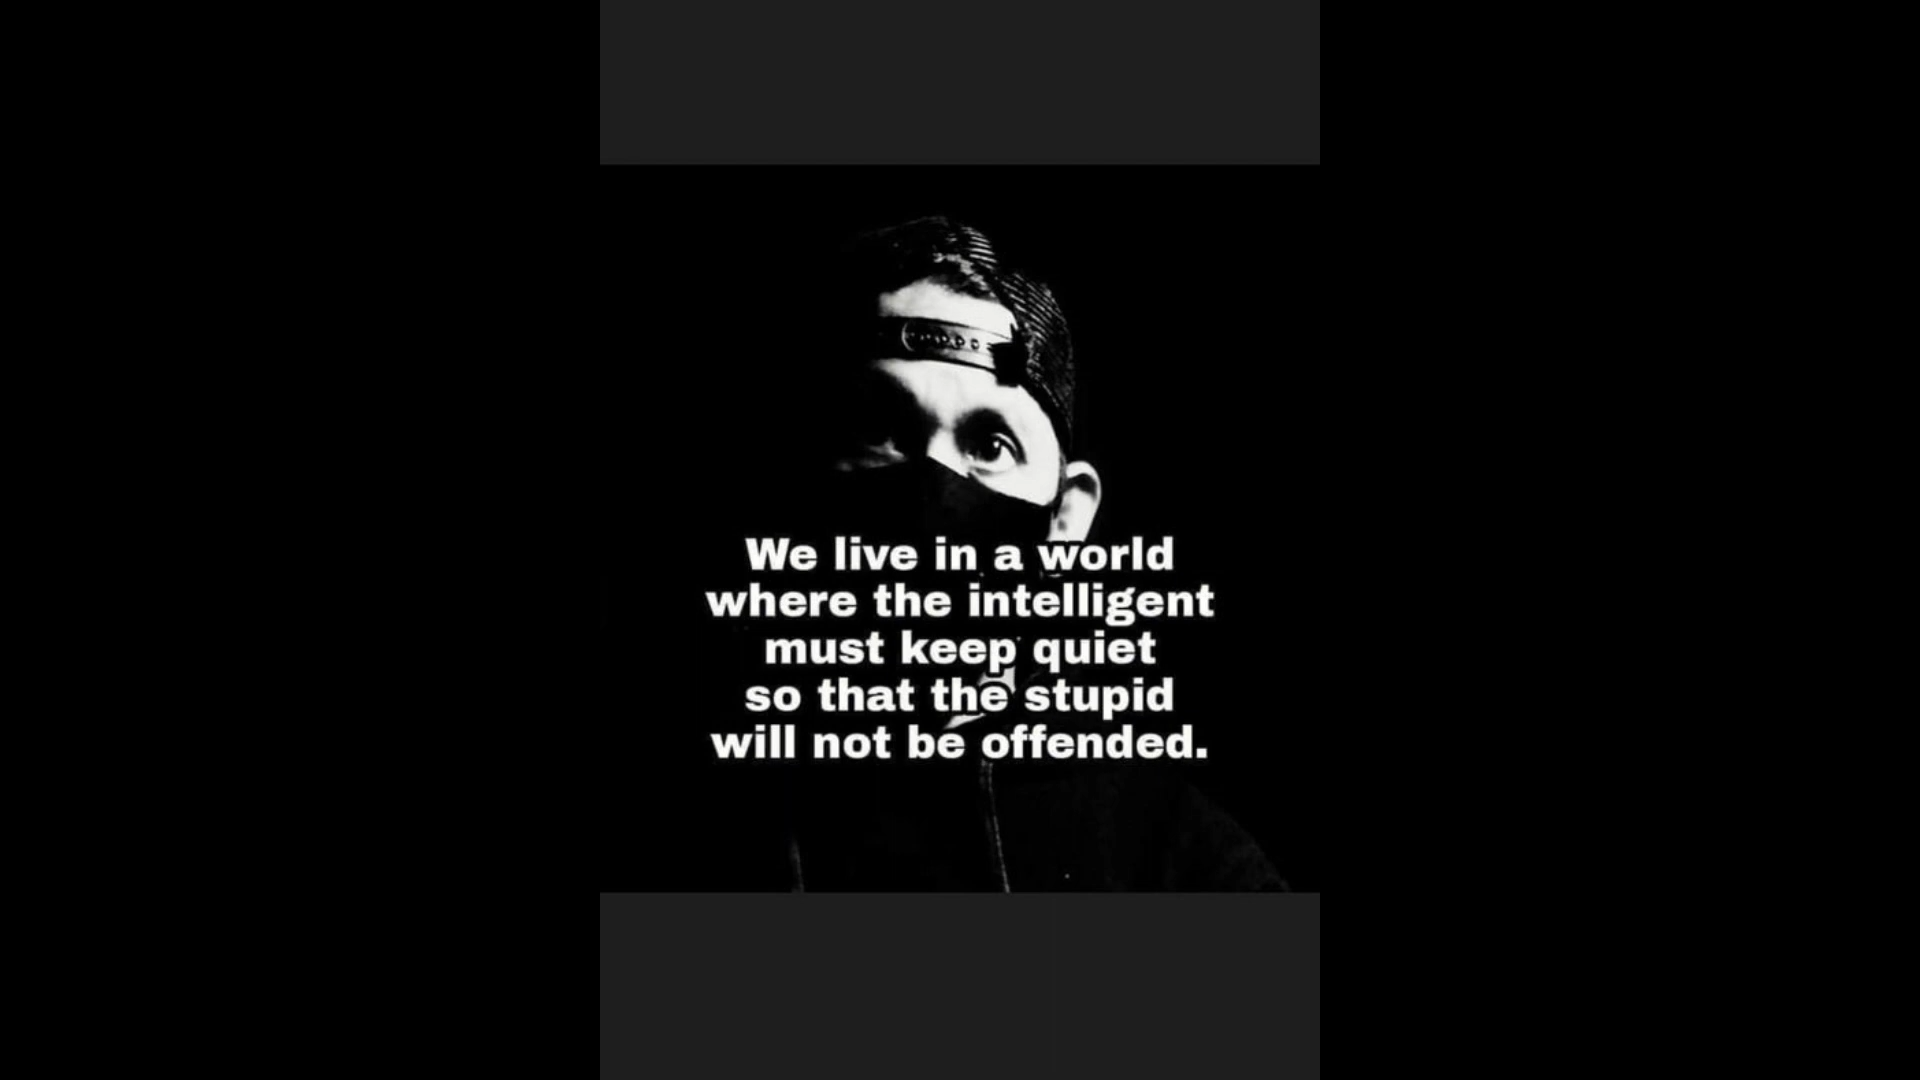 We live in a world
where the intelligent
must keep quiet
so that the stupid
will not be offended.